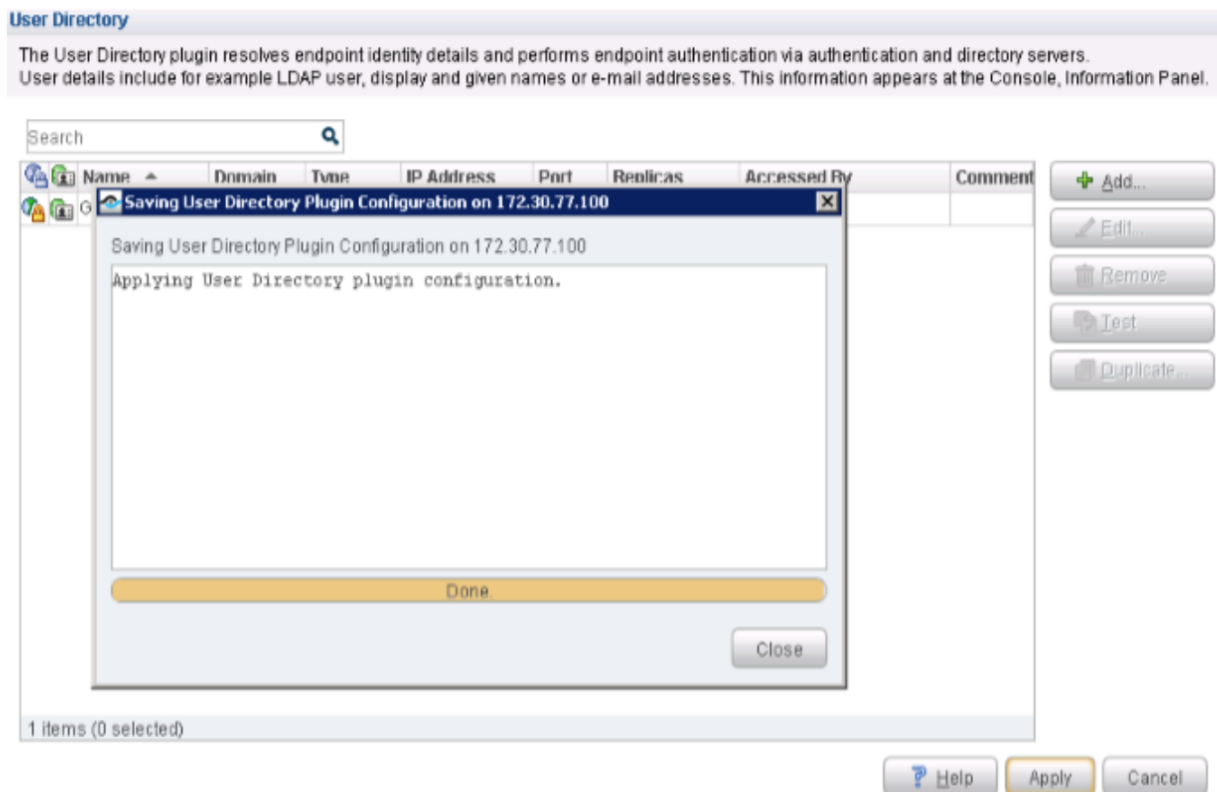 User Directory
The User Directory plugin resolves endpoint identity details and performs endpoint authentication via authentication and directory servers.
User details include for example LDAP user, display and given names or e-mail addresses. This information appears at the Console, Information Panel.
Search
Name Domain Type IP Address Port Replicas Accessed By Comment
G
Saving User Directory Plugin Configuration on 172.30.77.100
Saving User Directory Plugin Configuration on 172.30.77.100
Applying User Directory plugin configuration.
Done.
Close
1 items (0 selected)
Add...
Edit...
Remove
Test
Duplicate...
Help Apply Cancel